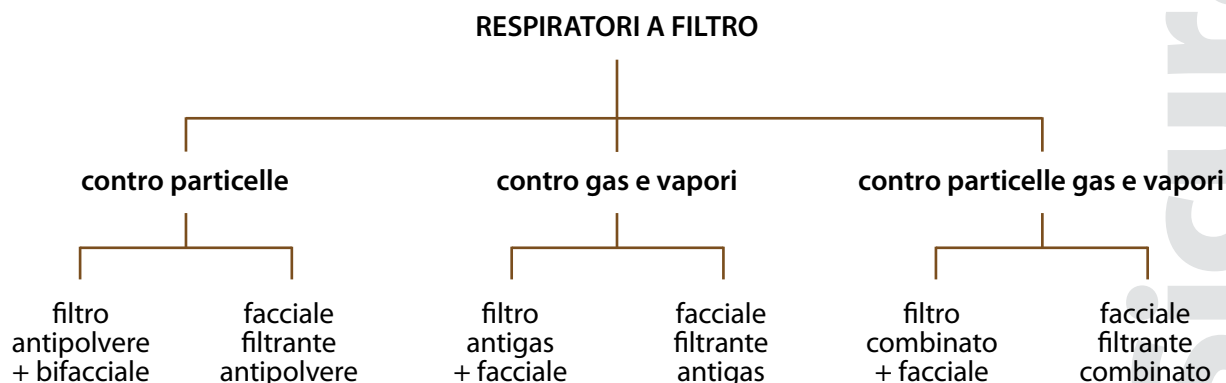 RESPIRATORI A FILTRO
contro particelle
contro gas e vapori
contro particelle gas e vapori
filtro
antipolvere
+ bifacciale
facciale
filtrante
antipolvere
filtro
antigas
+ facciale
facciale
filtrante
antigas
filtro
combinato
+ facciale
facciale
filtrante
combinato